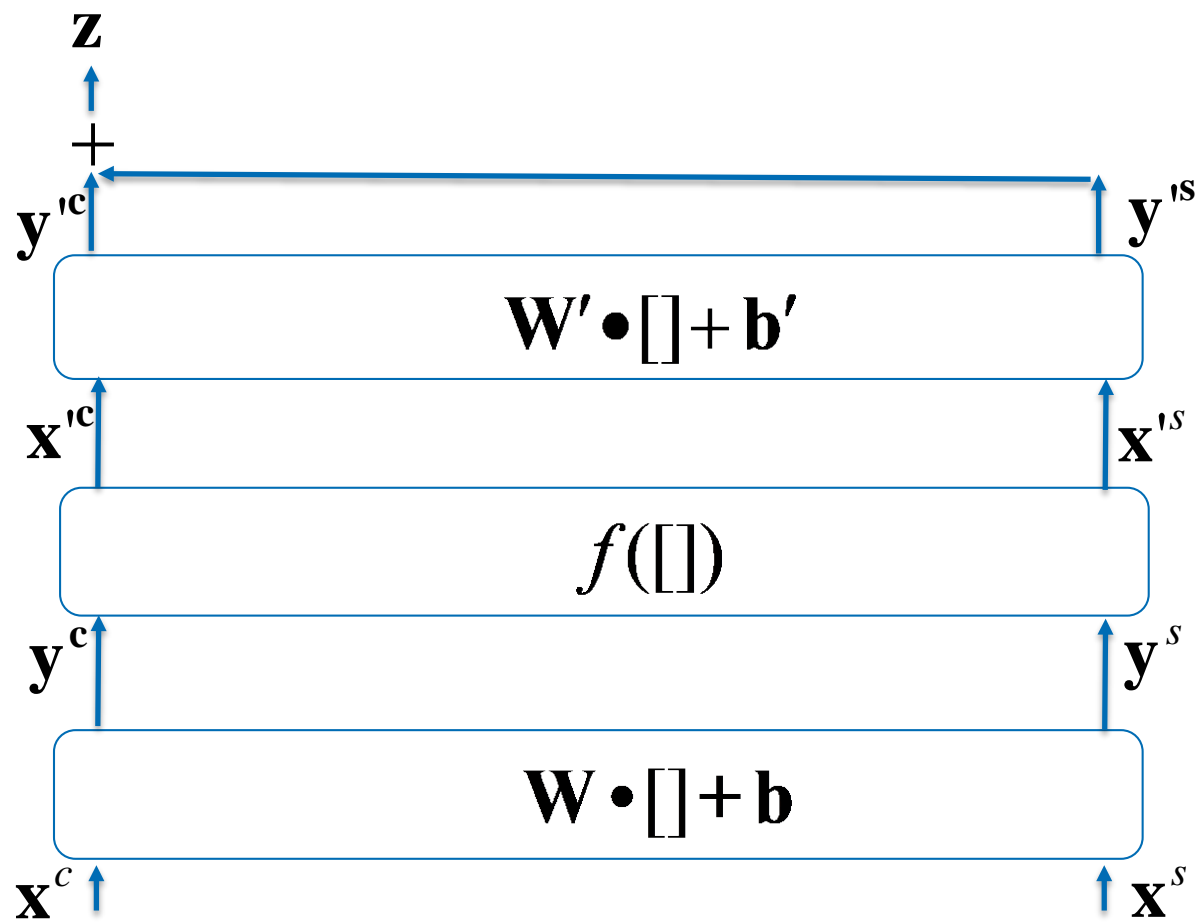 z
+
y'ᶜ y'ˢ
W′•[]+b′
x'ᶜ x'ˢ
f([])
yᶜ yˢ
W•[]+b
xᶜ xˢ